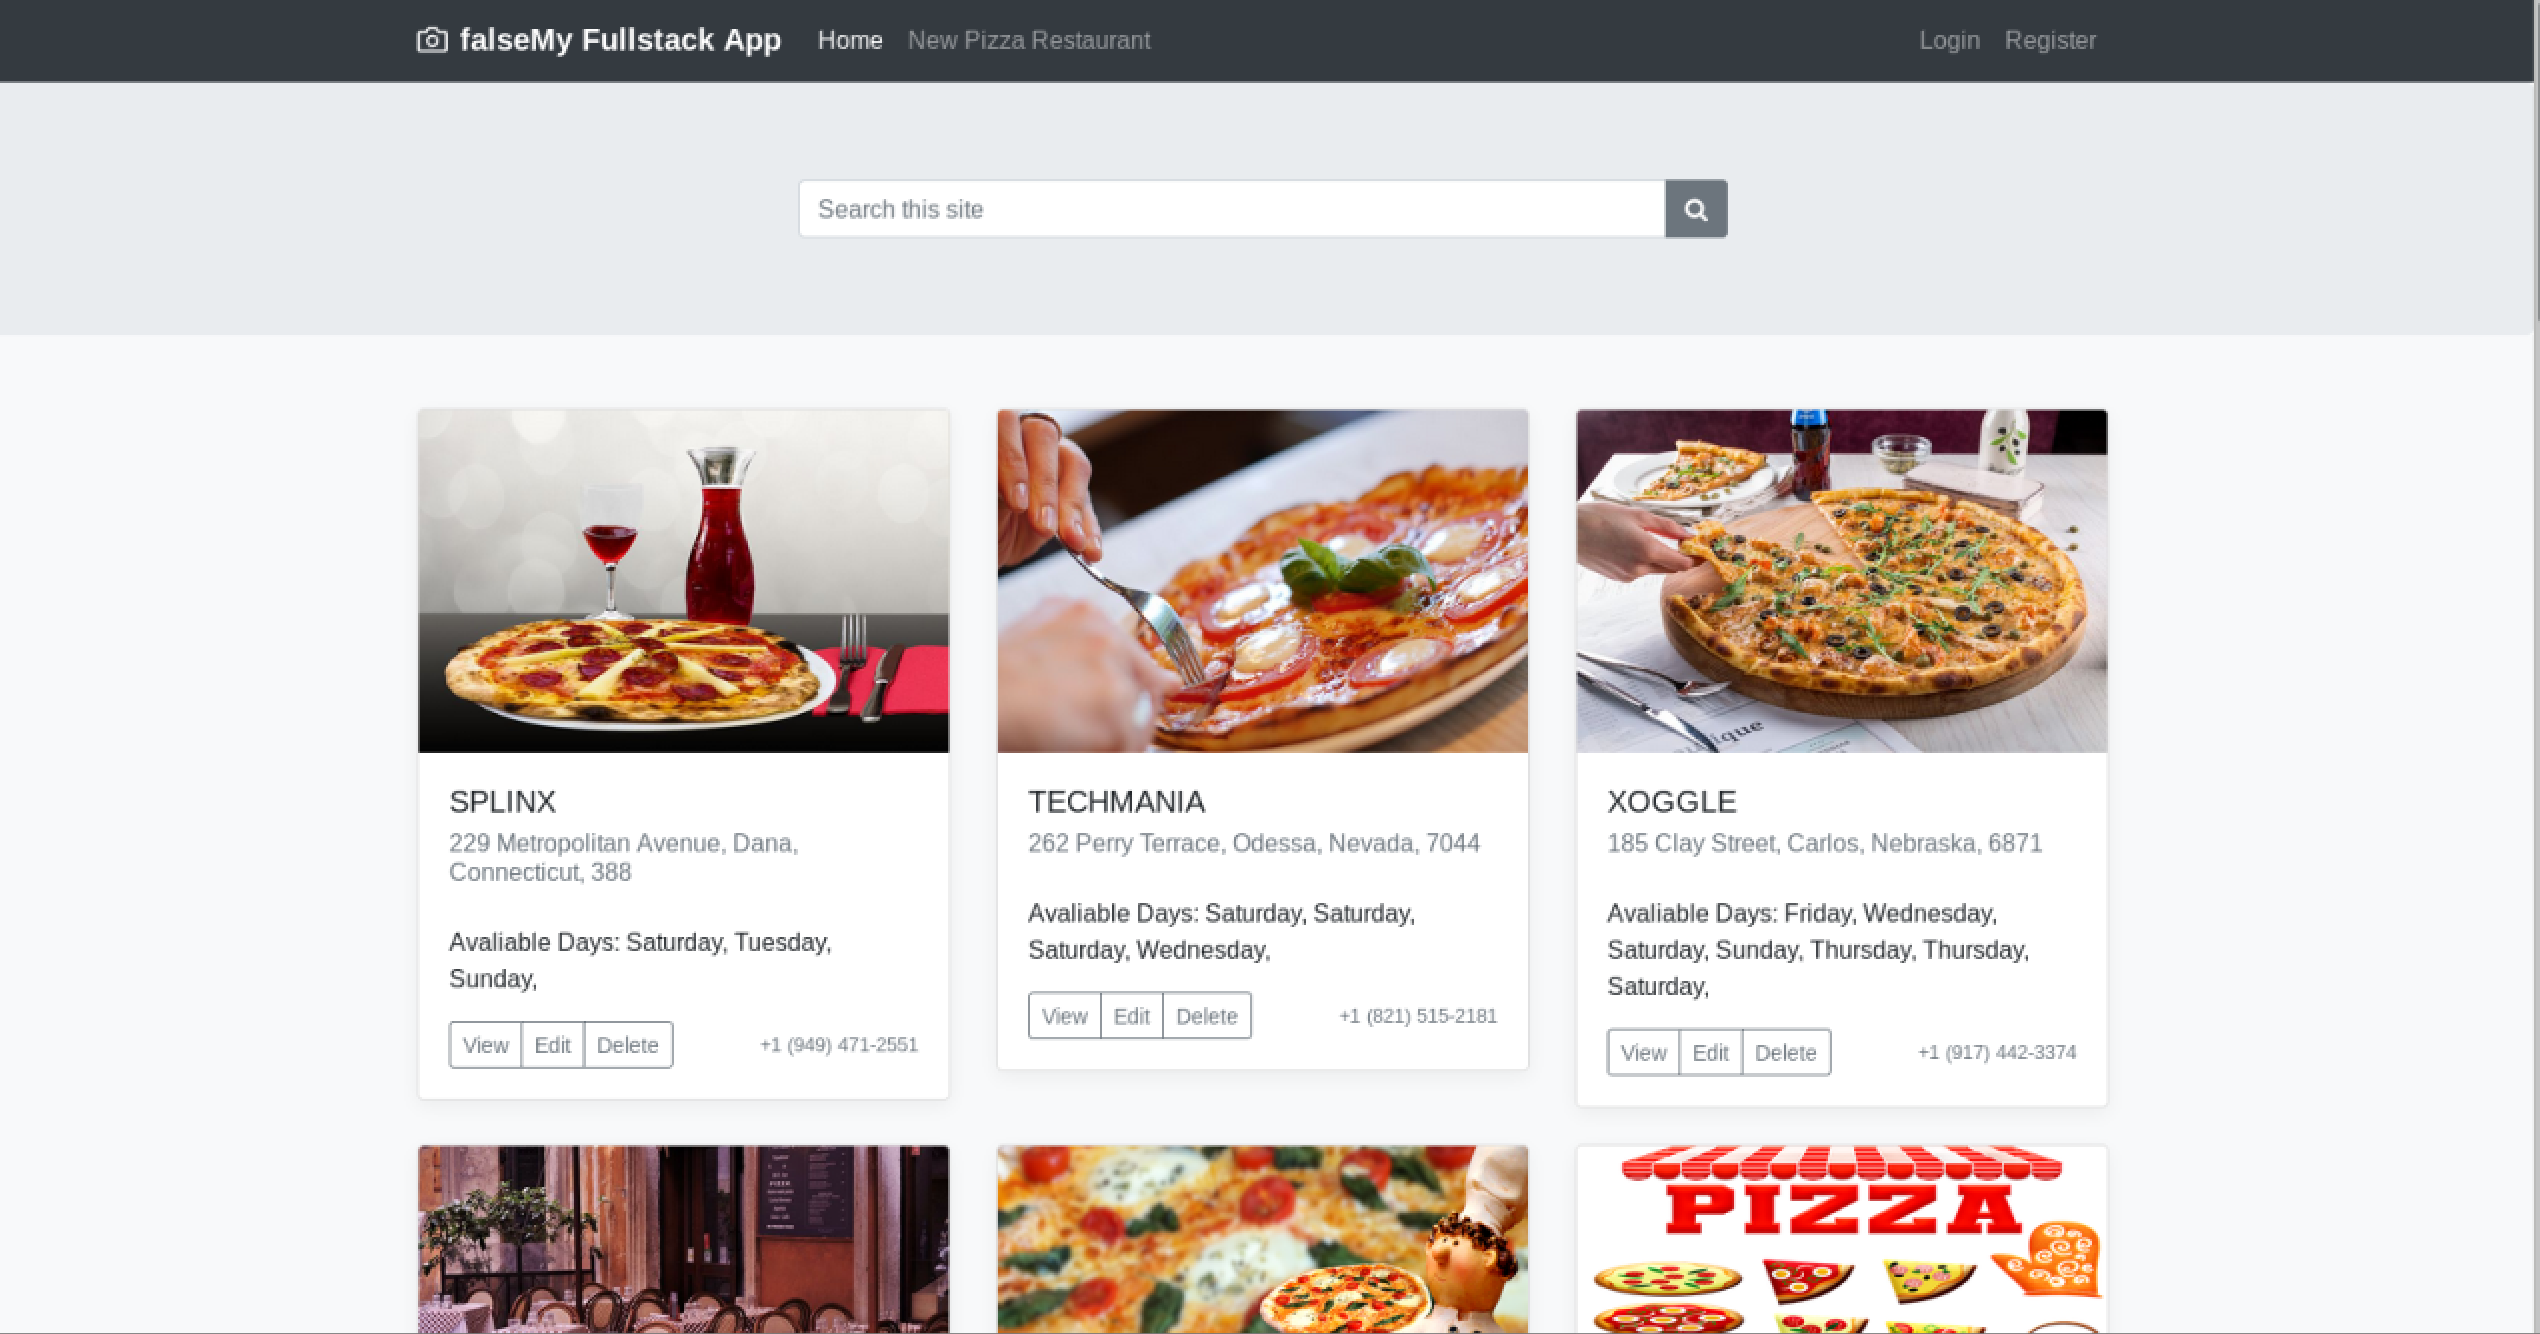 falseMy Fullstack App Home New Pizza Restaurant Login Register
Search this site
SPLINX
229 Metropolitan Avenue, Dana,
Connecticut, 388
Avaliable Days: Saturday, Tuesday,
Sunday,
View Edit Delete +1 (949) 471-2551
TECHMANIA
262 Perry Terrace, Odessa, Nevada, 7044
Avaliable Days: Saturday, Saturday,
Saturday, Wednesday,
View Edit Delete +1 (821) 515-2181
XOGGLE
185 Clay Street, Carlos, Nebraska, 6871
Avaliable Days: Friday, Wednesday,
Saturday, Sunday, Thursday, Thursday,
Saturday,
View Edit Delete +1 (917) 442-3374
PIZZA